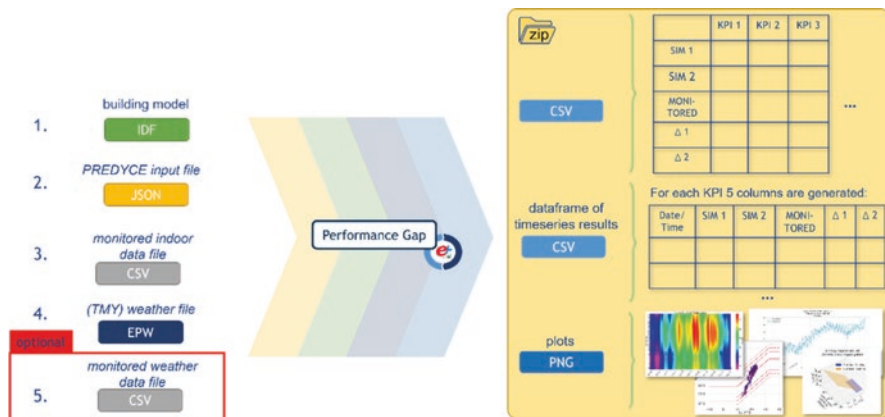 1.
building model
IDF
2.
PREDYCE input file
JSON
3.
monitored indoor
data file
CSV
4.
(TMY) weather file
EPW
optional
5.
monitored weather
data file
CSV
Performance Gap
zip
CSV
KPI 1 KPI 2 KPI 3
SIM 1
SIM 2
MONI-
TORED
Δ 1
Δ 2
...
dataframe of
timeseries results
CSV
For each KPI 5 columns are generated:
Date/
Time
SIM 1
SIM 2
MONI-
TORED
Δ 1
Δ 2
...
plots
PNG